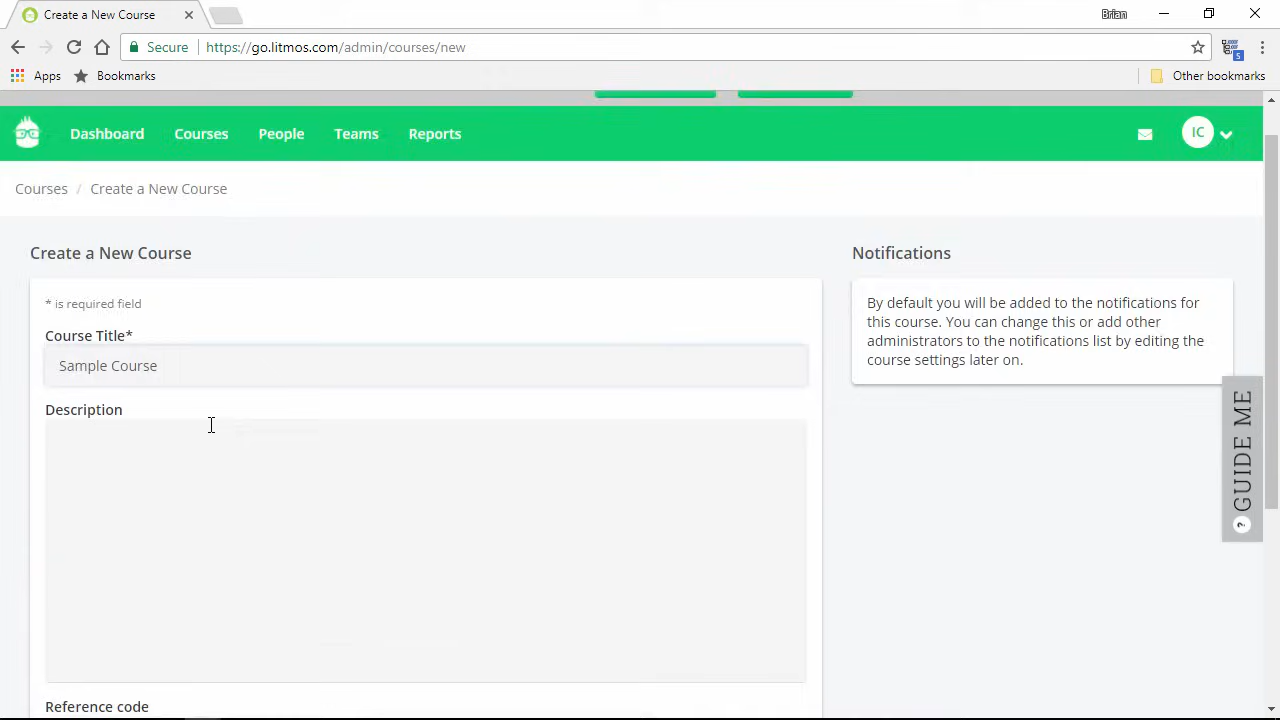 Create a New Course
Brian
Secure
https://go.litmos.com/admin/courses/new
5
Apps
Bookmarks
Other bookmarks
Dashboard
Courses
People
Teams
Reports
IC
Courses / Create a New Course
Create a New Course
Notifications
* is required field
By default you will be added to the notifications for
this course. You can change this or add other
administrators to the notifications list by editing the
course settings later on.
Course Title*
Sample Course
Description
GUIDE ME
?
Reference code